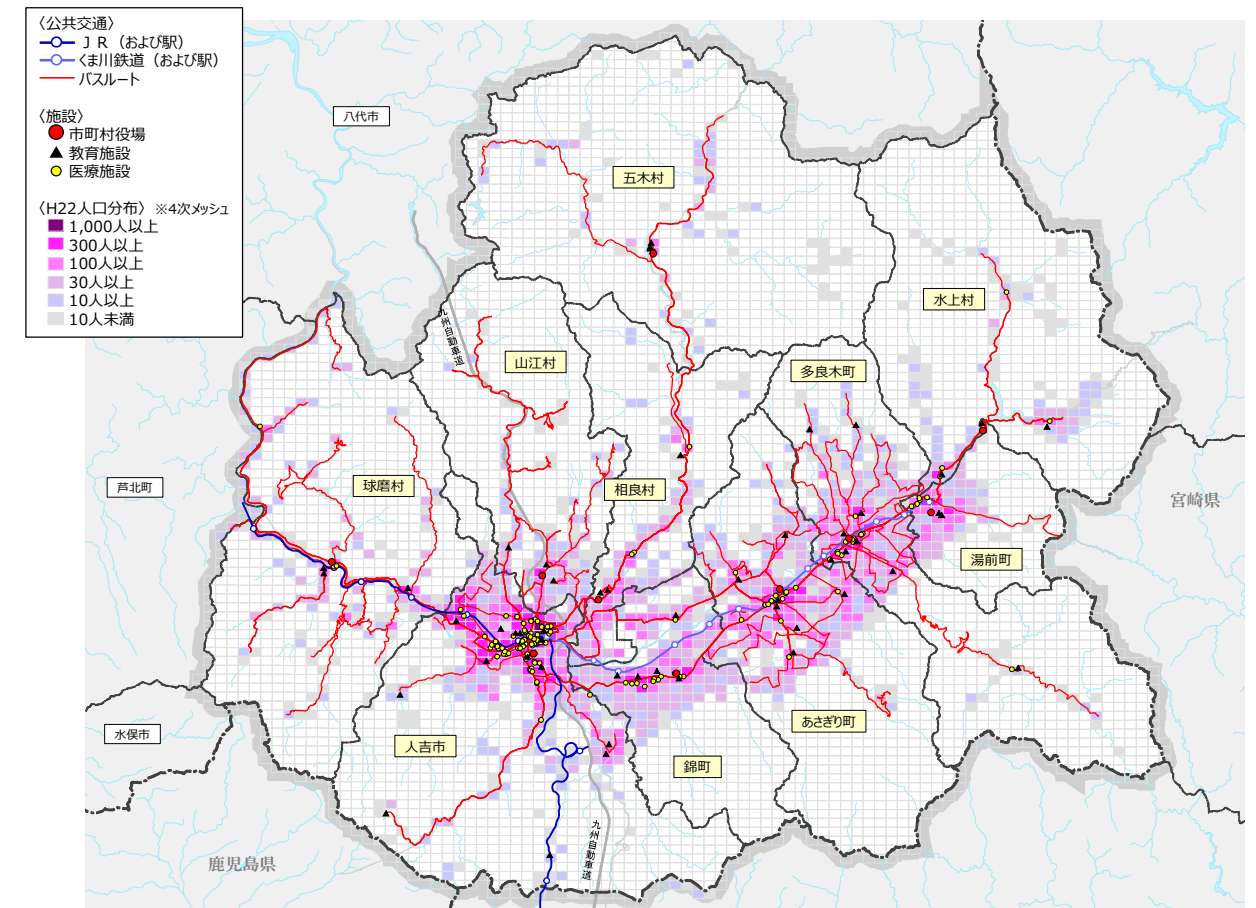 〈公共交通〉
ＪＲ（および駅）
くま川鉄道（および駅）
バスルート
〈施設〉
市町村役場
教育施設
医療施設
〈H22人口分布〉 ※4次メッシュ
1,000人以上
300人以上
100人以上
30人以上
10人以上
10人未満
八代市
五木村
水上村
九州自動車道
山江村
多良木町
芦北町
球磨村
相良村
宮崎県
湯前町
あさぎり町
水俣市
人吉市
錦町
九州自動車道
鹿児島県